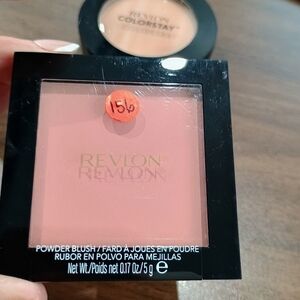 REVLON
COLORSTAY
156
REVLON
REVLON
POWDER BLUSH / FARD À JOUES EN POUDRE
RUBOR EN POLVO PARA MEJILLAS
Net Wt./Poids net 0.17 Oz/5 g ℮